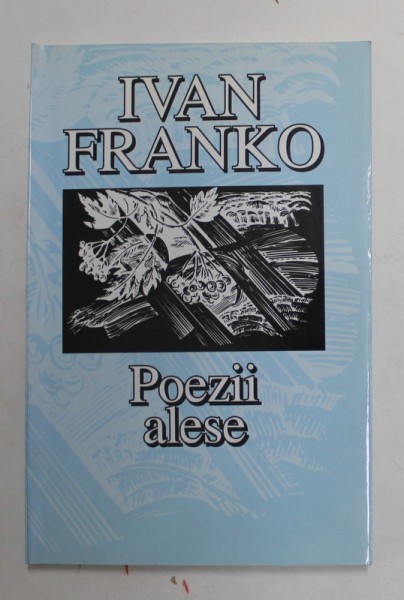 IVAN
FRANKO
Poezii
alese